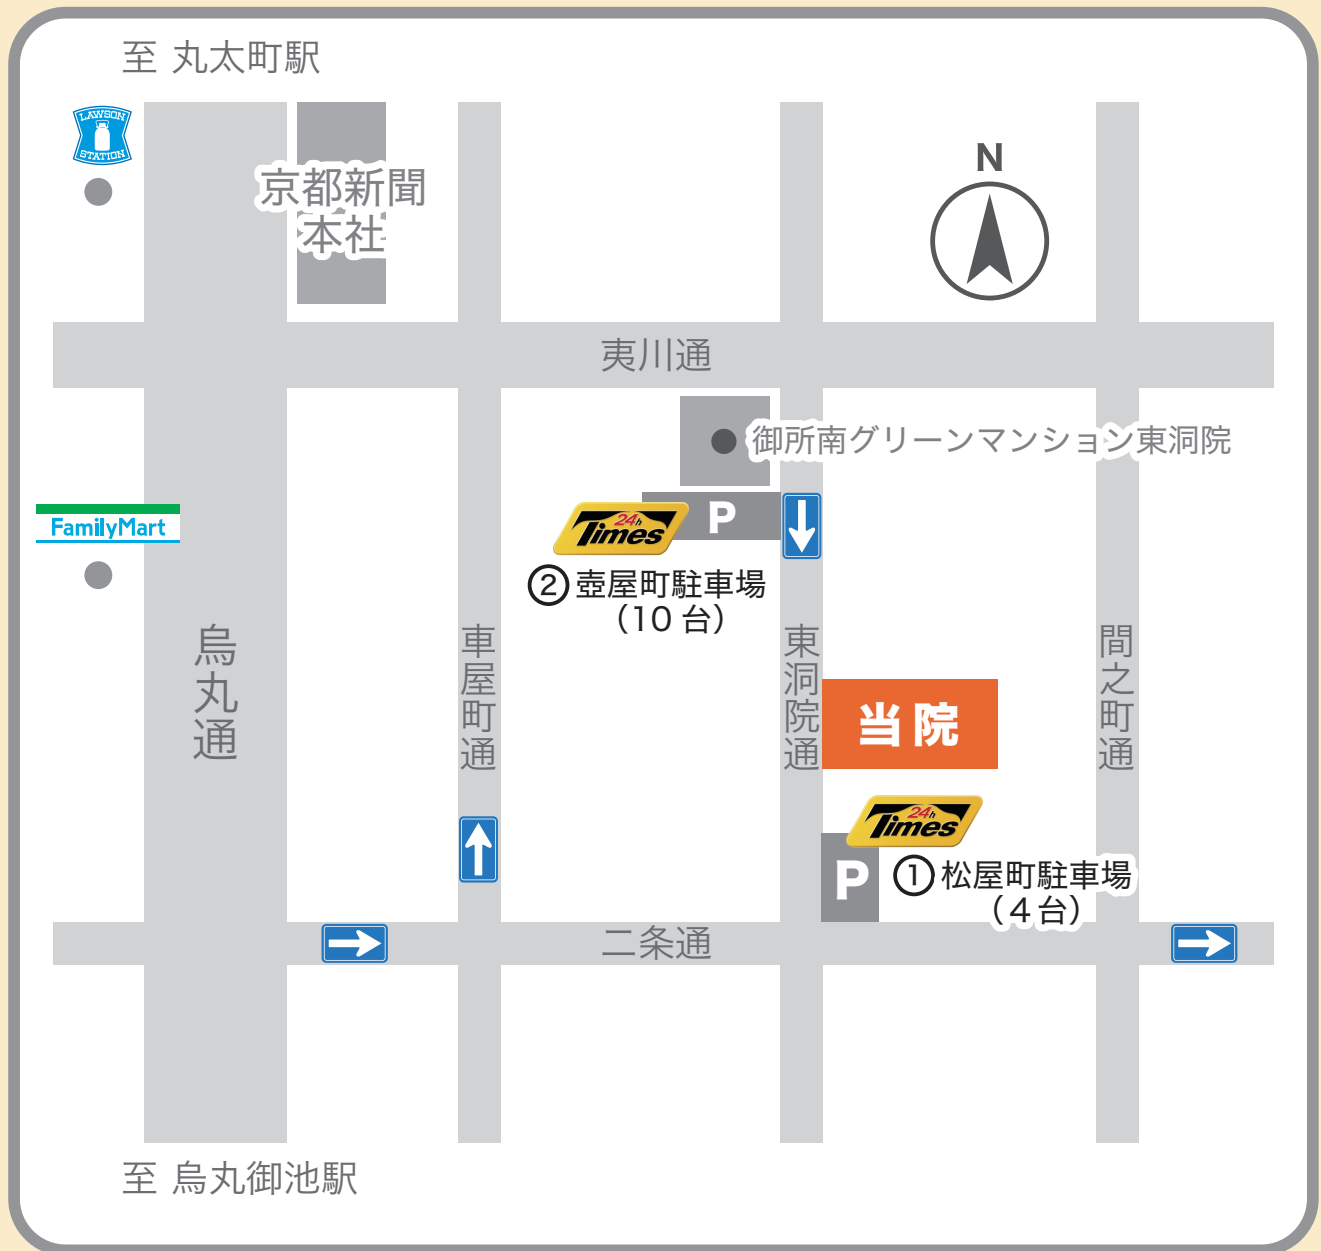 至 丸太町駅
LAWSON
STATION
京都新聞
本社
N
夷川通
御所南グリーンマンション東洞院
FamilyMart
24h
Times
P
②壺屋町駐車場
（10 台）
烏丸通
車屋町通
東洞院通
間之町通
当院
24h
Times
P
①松屋町駐車場
（4 台）
二条通
至 烏丸御池駅